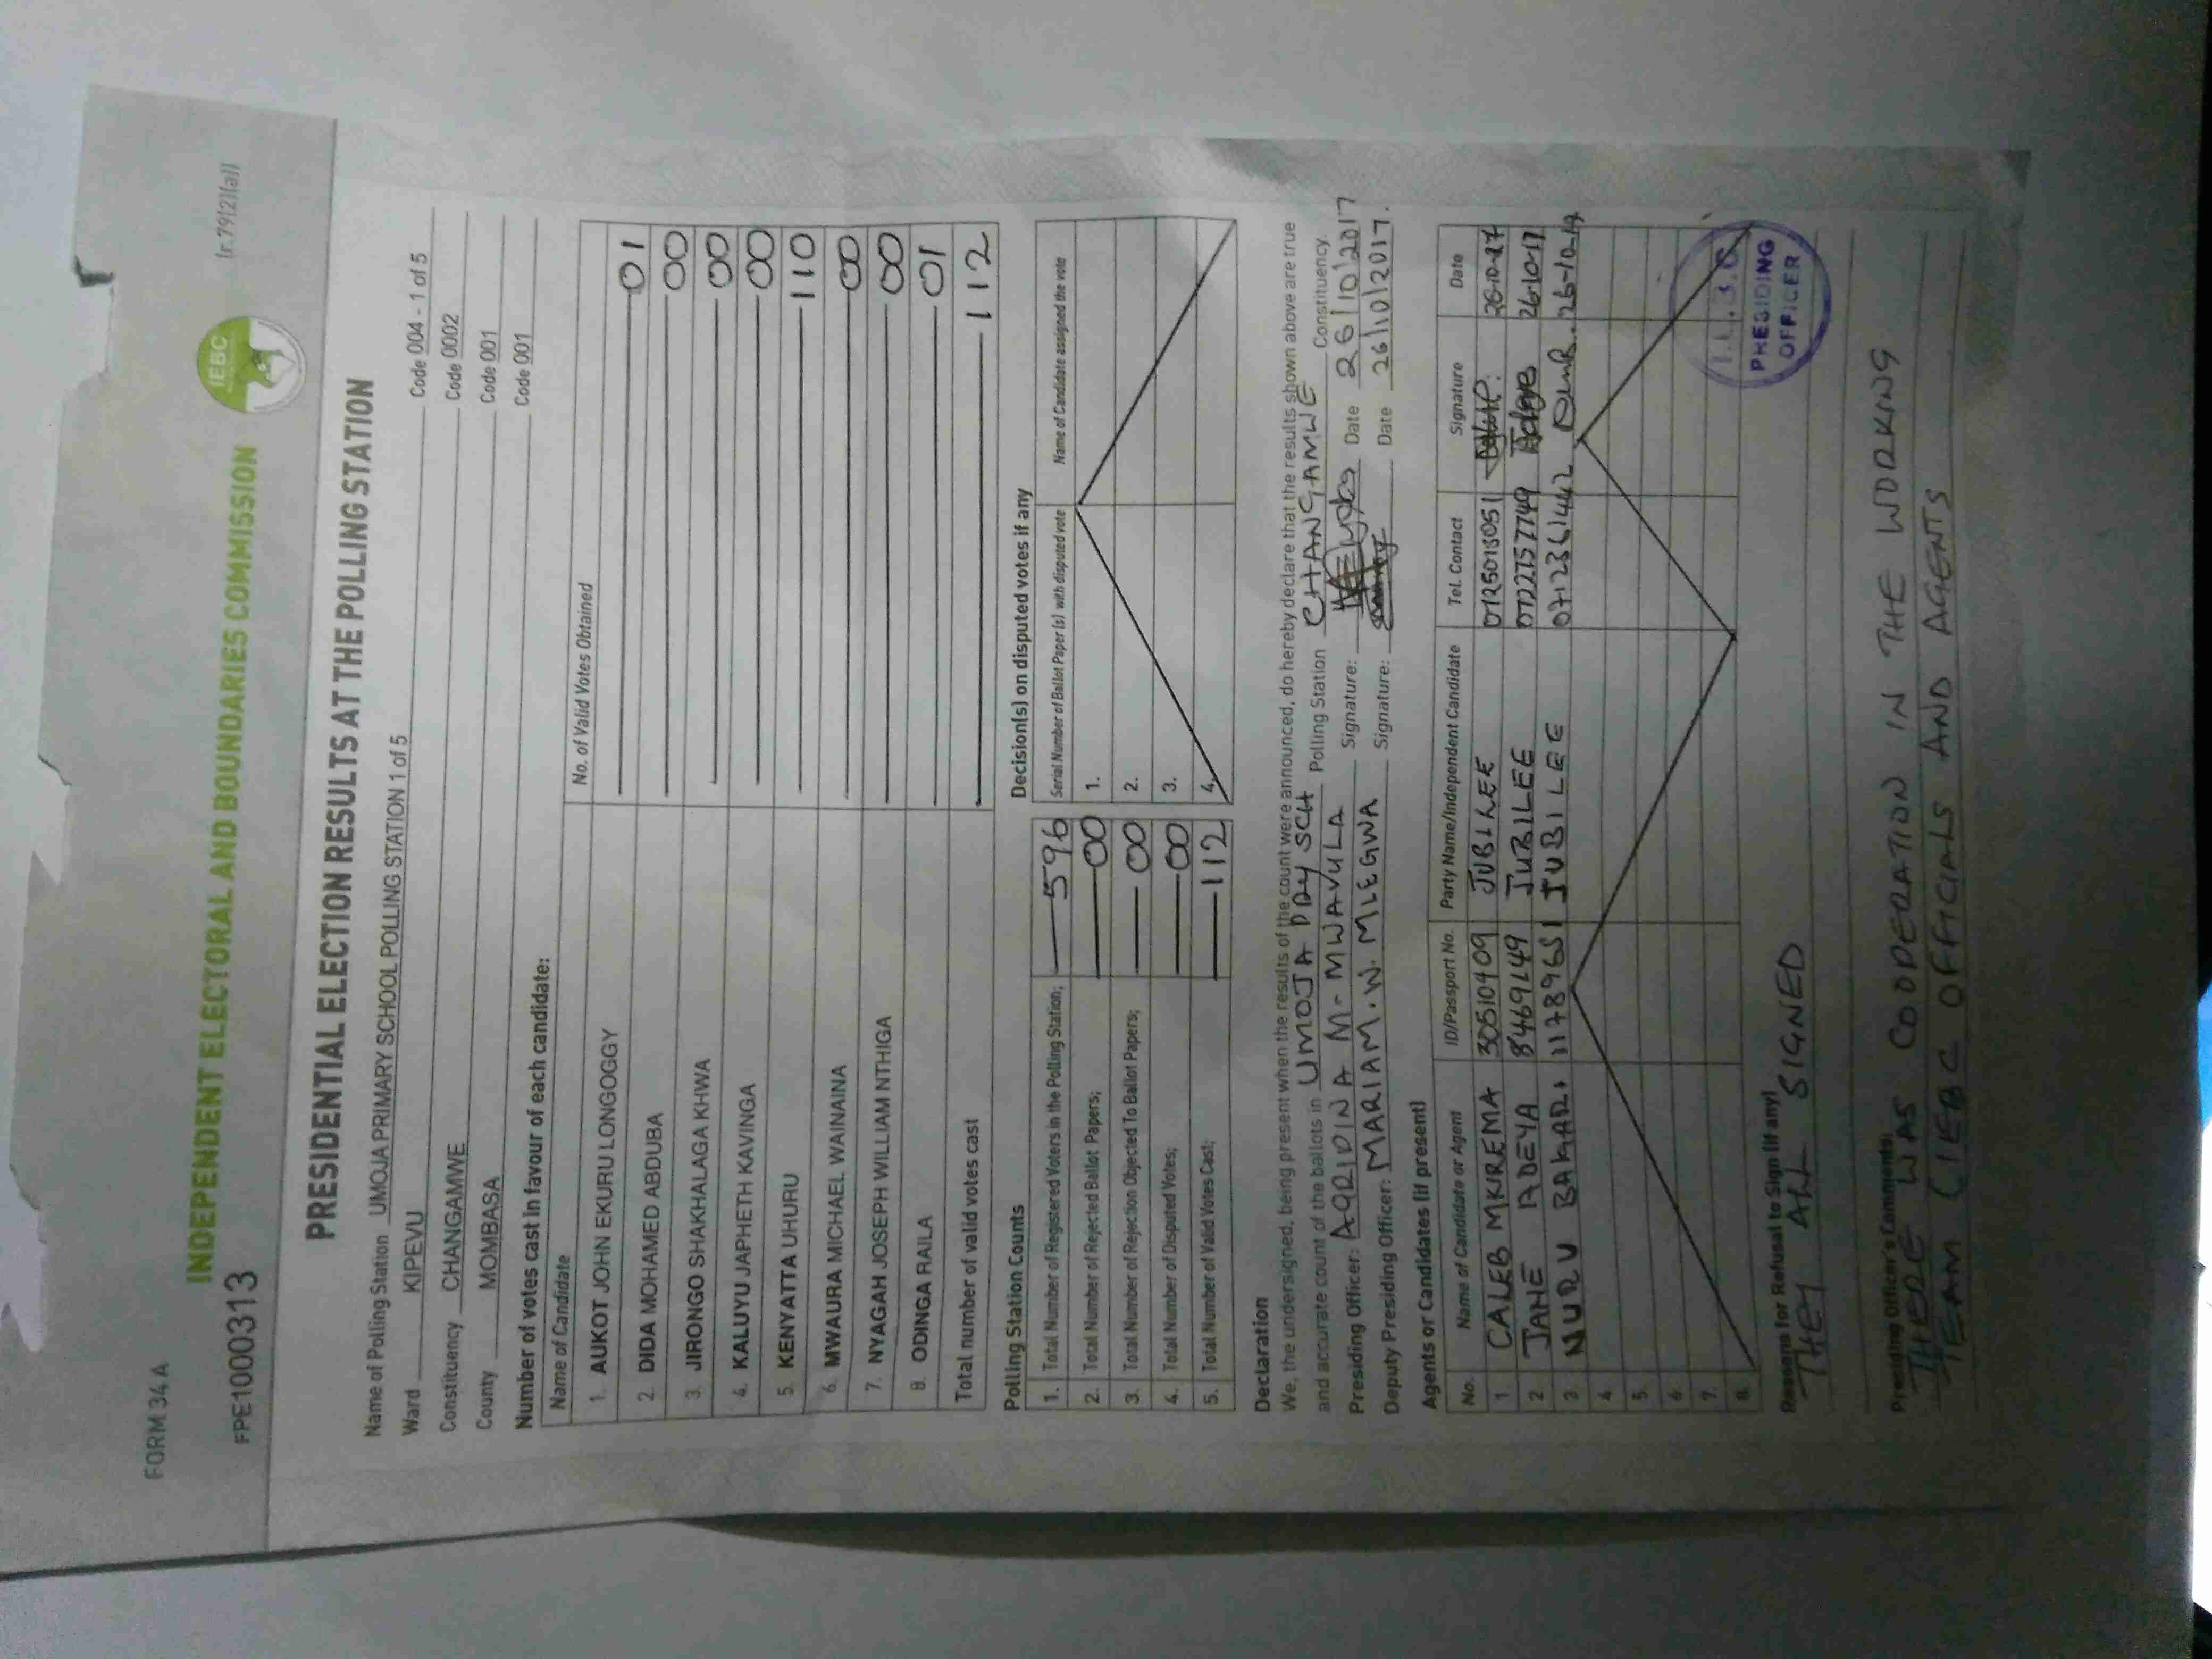 FORM 34 A
(r.79(2)(a))
IEBC
INDEPENDENT ELECTORAL AND BOUNDARIES COMMISSION
FPE1000313
PRESIDENTIAL ELECTION RESULTS AT THE POLLING STATION
Name of Polling Station UMOJA PRIMARY SCHOOL POLLING STATION 1 of 5 Code 004 - 1 of 5
Ward KIPEVU Code 0002
Constituency CHANGAMWE Code 001
County MOMBASA Code 001
Number of votes cast in favour of each candidate:
Name of Candidate No. of Valid Votes Obtained
1. AUKOT JOHN EKURU LONGOGGY 01
2. DIDA MOHAMED ABDUBA 00
3. JIRONGO SHAKHALAGA KHWA 00
4. KALUYU JAPHETH KAVINGA 00
5. KENYATTA UHURU 110
6. MWAURA MICHAEL WAINAINA 00
7. NYAGAH JOSEPH WILLIAM NTHIGA 00
8. ODINGA RAILA 01
Total number of valid votes cast 112
Polling Station Counts
1. Total Number of Registered Voters in the Polling Station; 596
2. Total Number of Rejected Ballot Papers; 00
3. Total Number of Rejection Objected To Ballot Papers; 00
4. Total Number of Disputed Votes; 00
5. Total Number of Valid Votes Cast; 112
Decision(s) on disputed votes if any
Serial Number of Ballot Paper (s) with disputed vote Name of Candidate assigned the vote
1.
2.
3.
4.
Declaration
We, the undersigned, being present when the results of the count were announced, do hereby declare that the results shown above are true
and accurate count of the ballots in UMOJA PRY SCH Polling Station CHANGAMWE Constituency.
Presiding Officer: AGRIDINA M. MWAVULA Signature: Date 26/10/2017
Deputy Presiding Officer: MARIAM.W. MLEGWA Signature: Date 26/10/2017.
Agents or Candidates (if present)
No. Name of Candidate or Agent ID/Passport No. Party Name/Independent Candidate Tel. Contact Signature Date
1 CALEB MKIREMA 30510409 JUBILEE 0725013051
2 JANE ADEYA 8469149 JUBILEE 0722757749 26-10-17
3 NURU BAKARI 11789651 JUBILEE 0712361442
4
5.
6.
7.
8.
Reasons for Refusal to Sign (if any)
THEY ALL SIGNED
PRESIDING
OFFICER
Presiding Officer's Comments:
THERE WAS COOPERATION IN THE WORKING
TEAM (IEBC OFFICIALS AND AGENTS